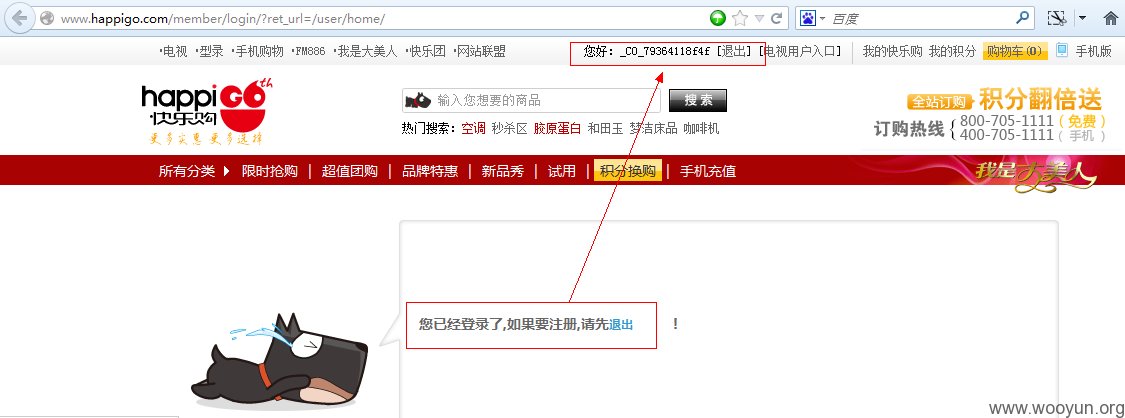 www.happigo.com/member/login/?ret_url=/user/home/
百度
·电视 ·型录 ·手机购物 ·FM886 ·我是大美人 ·快乐团 ·网站联盟
您好: _CO_79364118f4f [退出] [电视用户入口] 我的快乐购 我的积分 购物车(0) 手机版
happiGO th
快乐购
更多实惠 更多选择
输入您想要的商品 搜 索
热门搜索: 空调 秒杀区 胶原蛋白 和田玉 梦洁床品 咖啡机
全站订购 积分翻倍送
订购热线 { 800-705-1111 (免费)
400-705-1111 (手机)
所有分类 限时抢购 | 超值团购 | 品牌特惠 | 新品秀 | 试用 | 积分换购 | 手机充值
我是大美人
您已经登录了,如果要注册,请先退出 !
www.wooyun.org